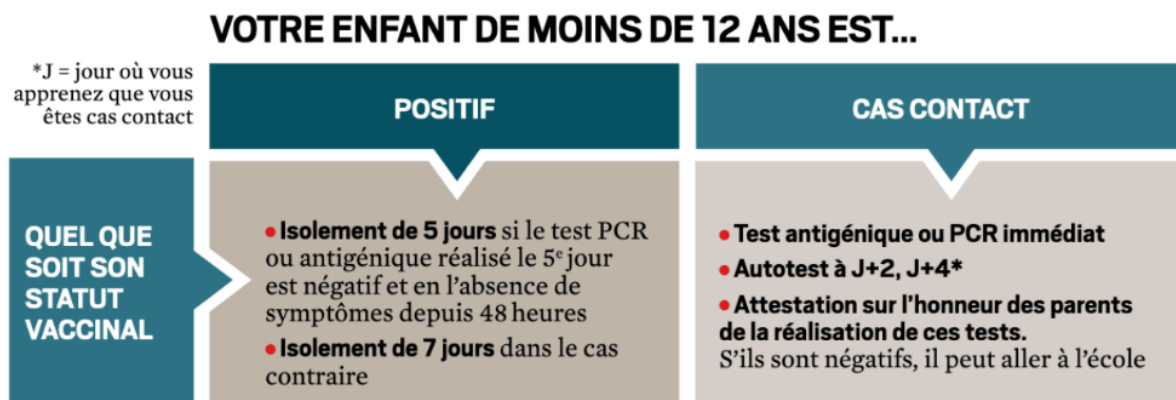 VOTRE ENFANT DE MOINS DE 12 ANS EST...
*J = jour où vous
apprenez que vous
êtes cas contact
POSITIF
CAS CONTACT
QUEL QUE
SOIT SON
STATUT
VACCINAL
• Isolement de 5 jours si le test PCR
ou antigénique réalisé le 5e jour
est négatif et en l'absence de
symptômes depuis 48 heures
• Isolement de 7 jours dans le cas
contraire
• Test antigénique ou PCR immédiat
• Autotest à J+2, J+4*
• Attestation sur l'honneur des parents
de la réalisation de ces tests.
S'ils sont négatifs, il peut aller à l'école